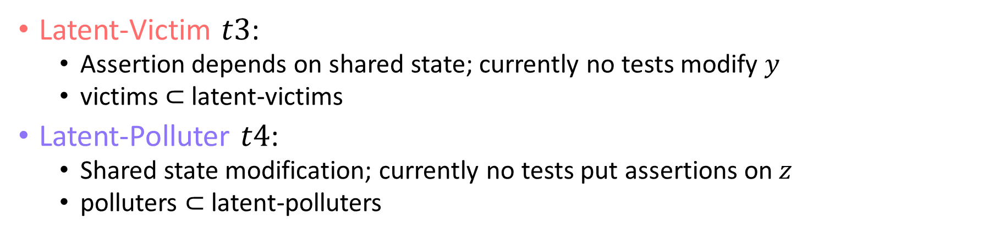 • Latent-Victim t3:
• Assertion depends on shared state; currently no tests modify y
• victims ⊂ latent-victims
• Latent-Polluter t4:
• Shared state modification; currently no tests put assertions on z
• polluters ⊂ latent-polluters